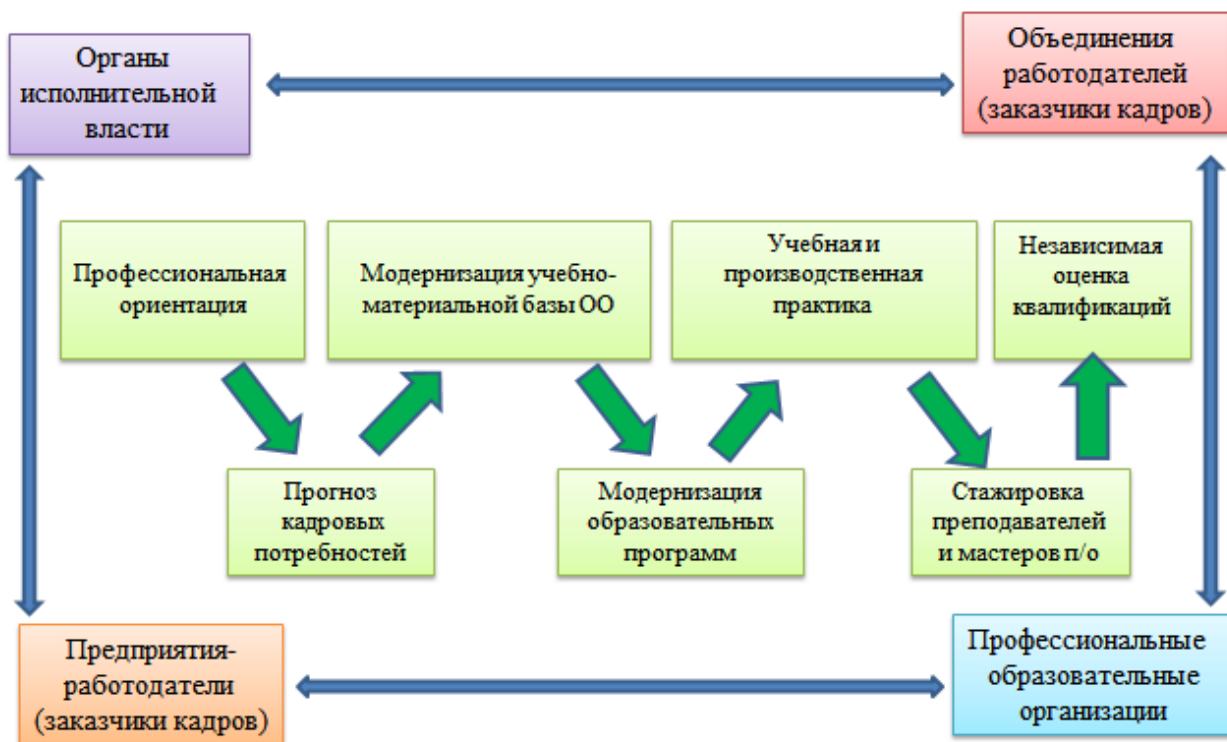 Органы
исполнительной
власти
Объединения
работодателей
(заказчики кадров)
Профессиональная
ориентация
Модернизация учебно-
материальной базы ОО
Учебная и
производственная
практика
Независимая
оценка
квалификаций
Прогноз
кадровых
потребностей
Модернизация
образовательных
программ
Стажировка
преподавателей
и мастеров п/о
Предприятия-
работодатели
(заказчики кадров)
Профессиональные
образовательные
организации